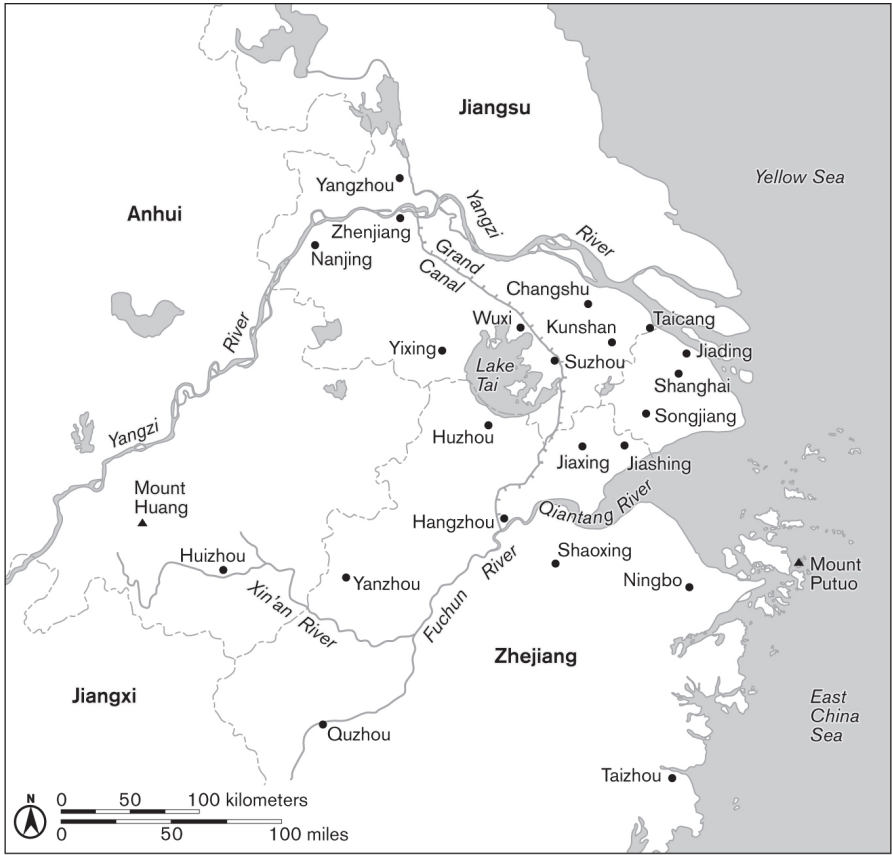 Jiangsu
Yellow Sea
Yangzhou
Anhui
Yangzi
River
Zhenjiang
Nanjing
Grand
Canal
Changshu
Wuxi
Kunshan
Taicang
River
Yixing
Lake
Tai
Suzhou
Jiading
Shanghai
Songjiang
Yangzi
Huzhou
Jiaxing
Jiashing
Mount
Huang
Hangzhou
Qiantang River
Huizhou
Shaoxing
Mount
Putuo
Yanzhou
River
Ningbo
Xin'an River
Fuchun
Zhejiang
Jiangxi
East
China
Sea
Quzhou
Taizhou
N
0 50 100 kilometers
0 50 100 miles